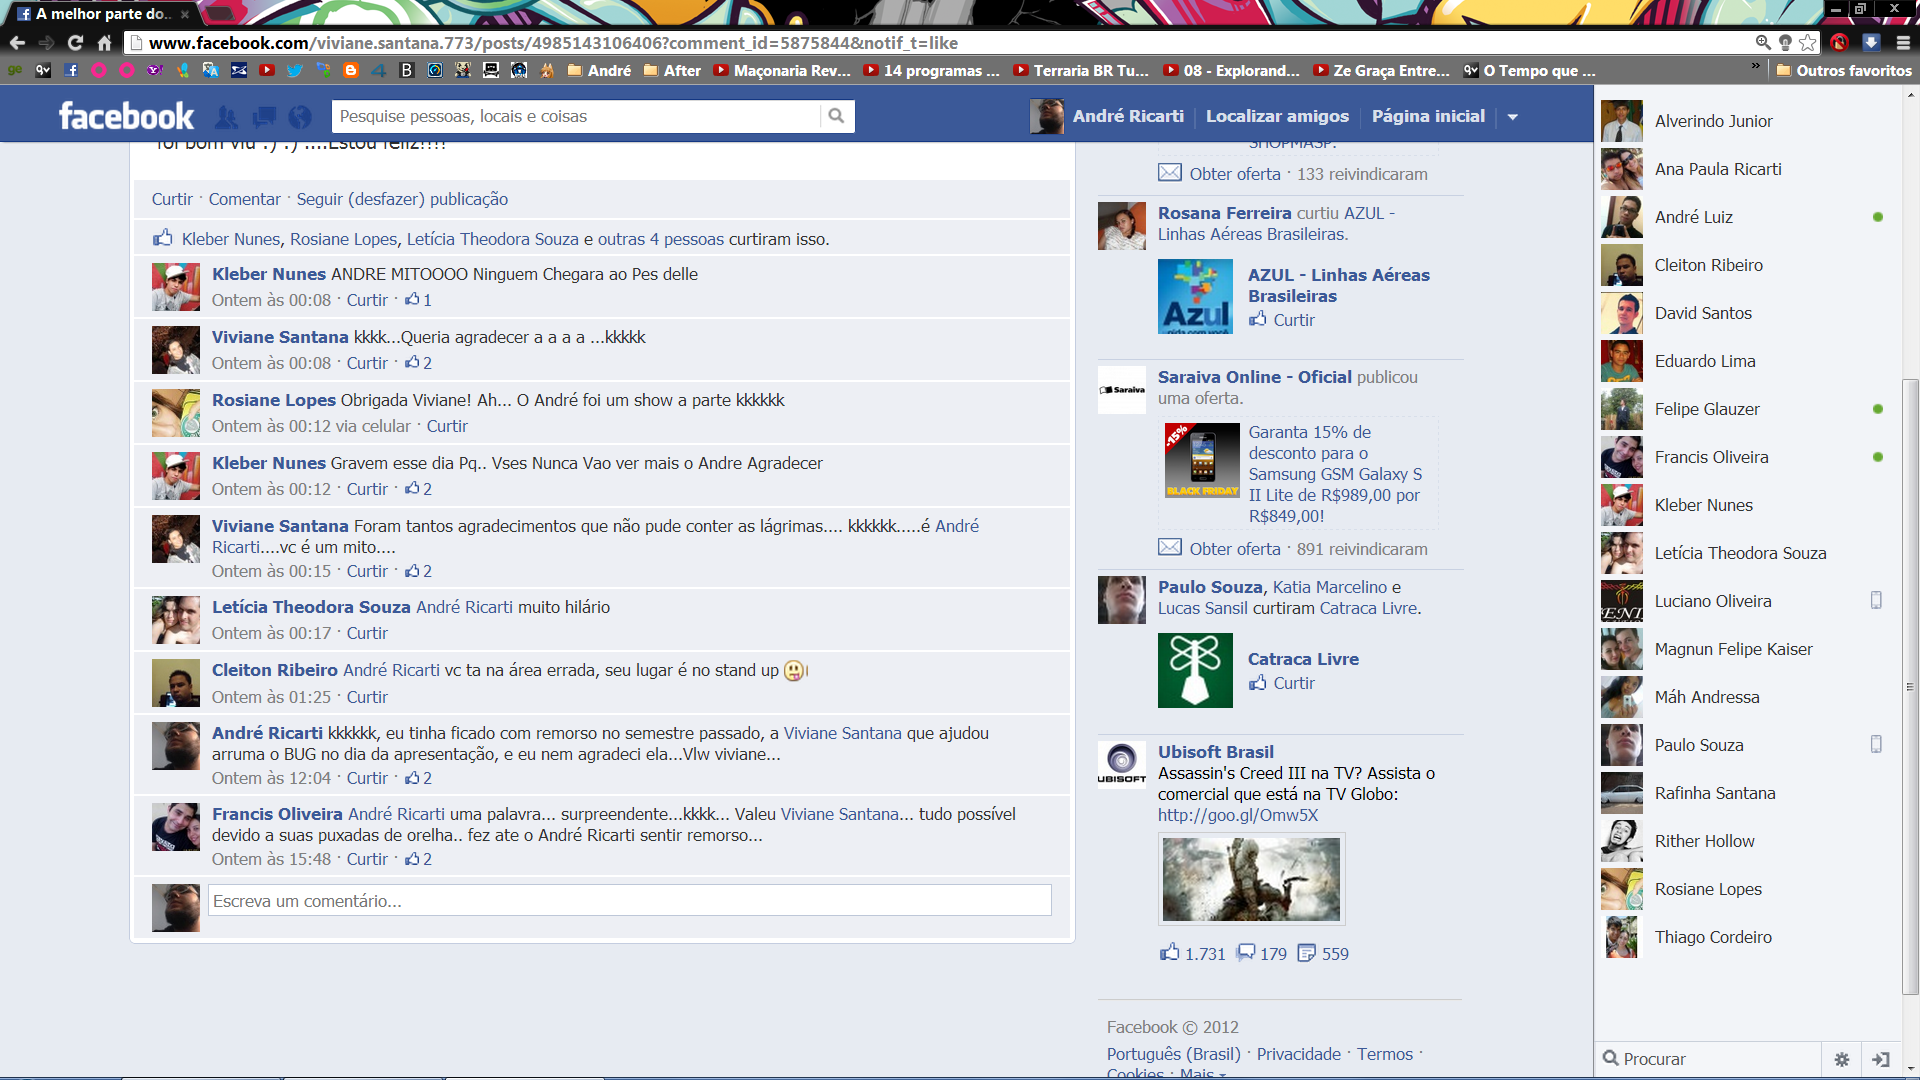 A melhor parte do..
www.facebook.com/viviane.santana.773/posts/4985143106406?comment_id=5875844&notif_t=like
André
After
Maçonaria Rev...
14 programas ...
Terraria BR Tu...
08 - Explorand...
Ze Graça Entre...
O Tempo que ...
Outros favoritos
facebook
Pesquise pessoas, locais e coisas
André Ricarti
Localizar amigos
Página inicial
foi bom viu :) :) ....Estou feliz!!!!
Curtir · Comentar · Seguir (desfazer) publicação
Kleber Nunes, Rosiane Lopes, Letícia Theodora Souza e outras 4 pessoas curtiram isso.
Kleber Nunes ANDRE MITOOOO Ninguem Chegara ao Pes delle
Ontem às 00:08 · Curtir · 1
Viviane Santana kkkk...Queria agradecer a a a a ...kkkkk
Ontem às 00:08 · Curtir · 2
Rosiane Lopes Obrigada Viviane! Ah... O André foi um show a parte kkkkkk
Ontem às 00:12 via celular · Curtir
Kleber Nunes Gravem esse dia Pq.. Vses Nunca Vao ver mais o Andre Agradecer
Ontem às 00:12 · Curtir · 2
Viviane Santana Foram tantos agradecimentos que não pude conter as lágrimas.... kkkkkk.....é André
Ricarti....vc é um mito....
Ontem às 00:15 · Curtir · 2
Letícia Theodora Souza André Ricarti muito hilário
Ontem às 00:17 · Curtir
Cleiton Ribeiro André Ricarti vc ta na área errada, seu lugar é no stand up
Ontem às 01:25 · Curtir
André Ricarti kkkkkk, eu tinha ficado com remorso no semestre passado, a Viviane Santana que ajudou
arruma o BUG no dia da apresentação, e eu nem agradeci ela...Vlw viviane...
Ontem às 12:04 · Curtir · 2
Francis Oliveira André Ricarti uma palavra... surpreendente...kkkk... Valeu Viviane Santana... tudo possível
devido a suas puxadas de orelha.. fez ate o André Ricarti sentir remorso...
Ontem às 15:48 · Curtir · 2
Escreva um comentário...
SHOPMASP.
Obter oferta · 133 reivindicaram
Rosana Ferreira curtiu AZUL -
Linhas Aéreas Brasileiras.
Azul
AZUL - Linhas Aéreas
Brasileiras
Curtir
Saraiva
Saraiva Online - Oficial publicou
uma oferta.
-15%
BLACK FRIDAY
Garanta 15% de
desconto para o
Samsung GSM Galaxy S
II Lite de R$989,00 por
R$849,00!
Obter oferta · 891 reivindicaram
Paulo Souza, Katia Marcelino e
Lucas Sansil curtiram Catraca Livre.
Catraca Livre
Curtir
UBISOFT
Ubisoft Brasil
Assassin's Creed III na TV? Assista o
comercial que está na TV Globo:
http://goo.gl/Omw5X
1.731 179 559
Facebook © 2012
Português (Brasil) · Privacidade · Termos ·
Cookies · Mais
Alverindo Junior
Ana Paula Ricarti
André Luiz
Cleiton Ribeiro
David Santos
Eduardo Lima
Felipe Glauzer
Francis Oliveira
Kleber Nunes
Letícia Theodora Souza
Luciano Oliveira
Magnun Felipe Kaiser
Máh Andressa
Paulo Souza
Rafinha Santana
Rither Hollow
Rosiane Lopes
Thiago Cordeiro
Procurar